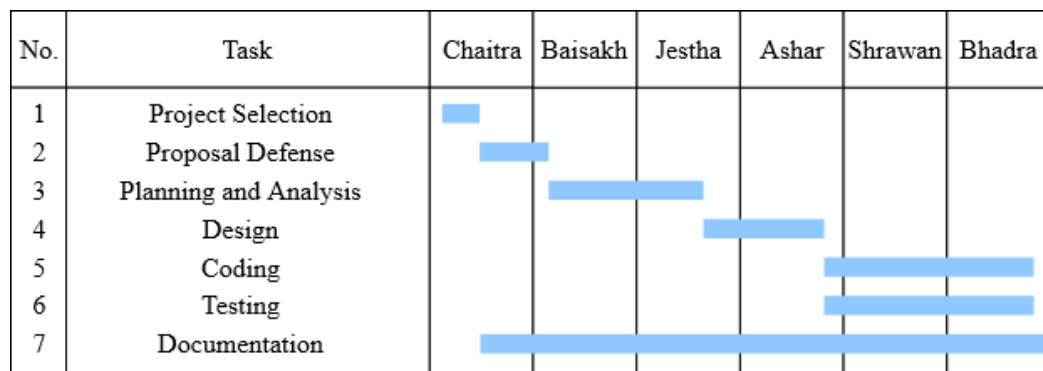 No. Task Chaitra Baisakh Jestha Ashar Shrawan Bhadra
1 Project Selection
2 Proposal Defense
3 Planning and Analysis
4 Design
5 Coding
6 Testing
7 Documentation